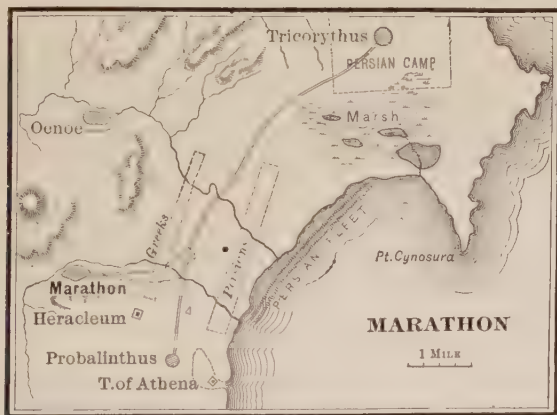 Tricorythus
PERSIAN CAMP
Oenoe
Marsh
Greeks
Persians
PERSIAN FLEET
Pt. Cynosura
Marathon
Heracleum
MARATHON
1 MILE
Probalinthus
T. of Athena